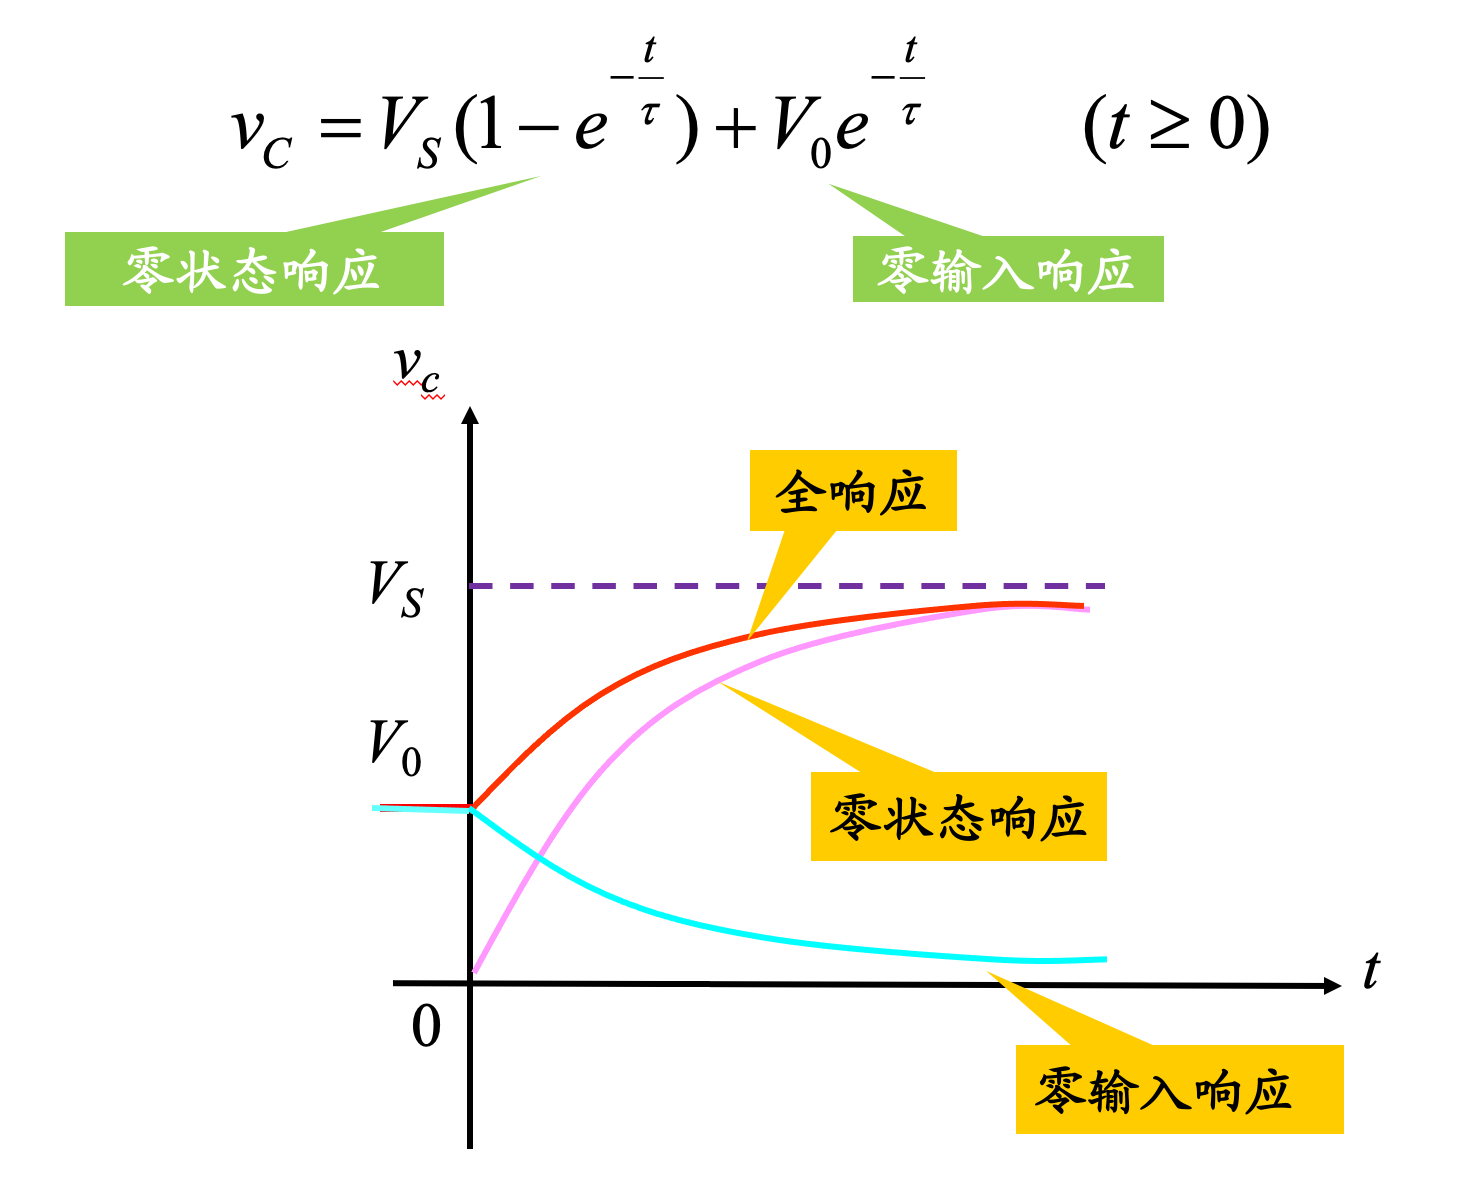 v_C = V_S(1 − e^{−t/τ}) + V_0e^{−t/τ} (t ≥ 0)
零状态响应
零输入响应
v_c
全响应
V_S
V_0
零状态响应
t
0
零输入响应